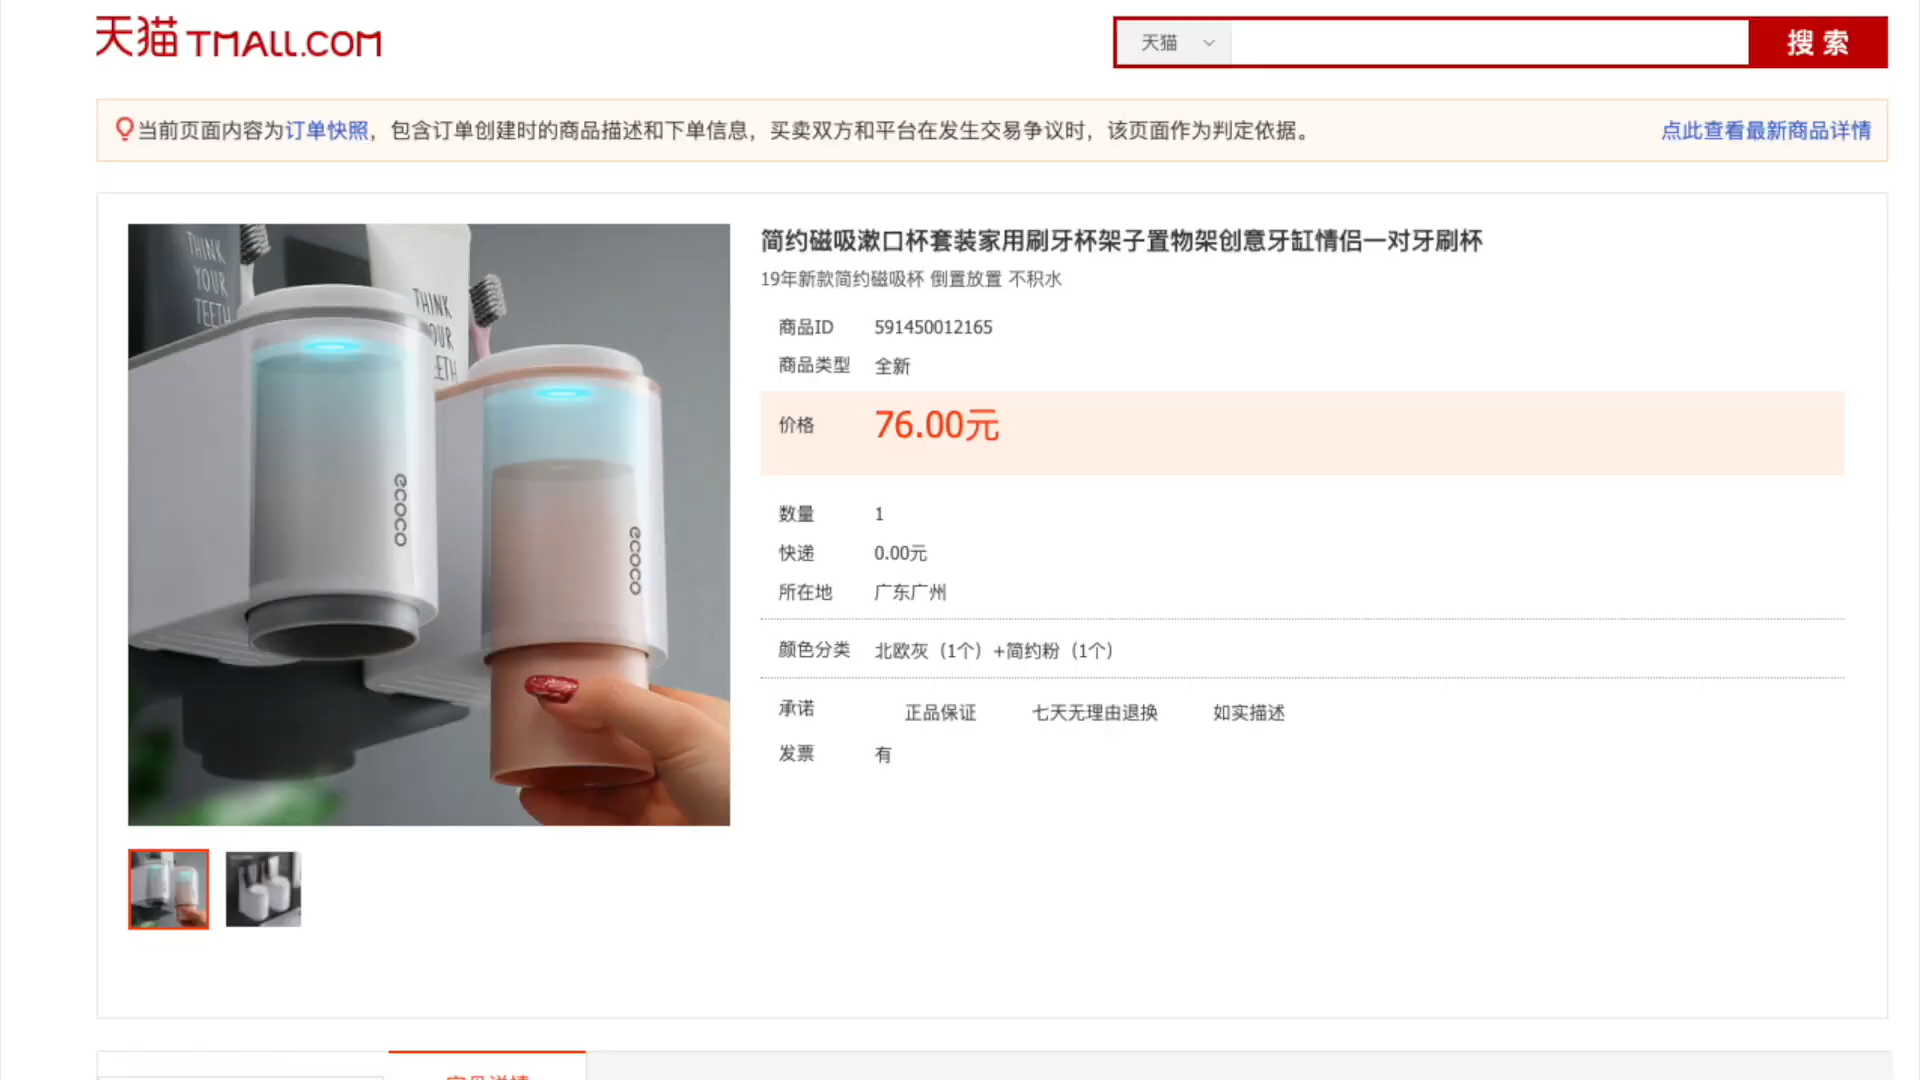 天猫 TMALL.COM
天猫
搜 索
当前页面内容为订单快照，包含订单创建时的商品描述和下单信息，买卖双方和平台在发生交易争议时，该页面作为判定依据。
点此查看最新商品详情
THINK
YOUR
TEETH
THINK
ecoco
ecoco
简约磁吸漱口杯套装家用刷牙杯架子置物架创意牙缸情侣一对牙刷杯
19年新款简约磁吸杯 倒置放置 不积水
商品ID 591450012165
商品类型 全新
价格 76.00元
数量 1
快递 0.00元
所在地 广东广州
颜色分类 北欧灰（1个）+简约粉（1个）
承诺 正品保证 七天无理由退换 如实描述
发票 有